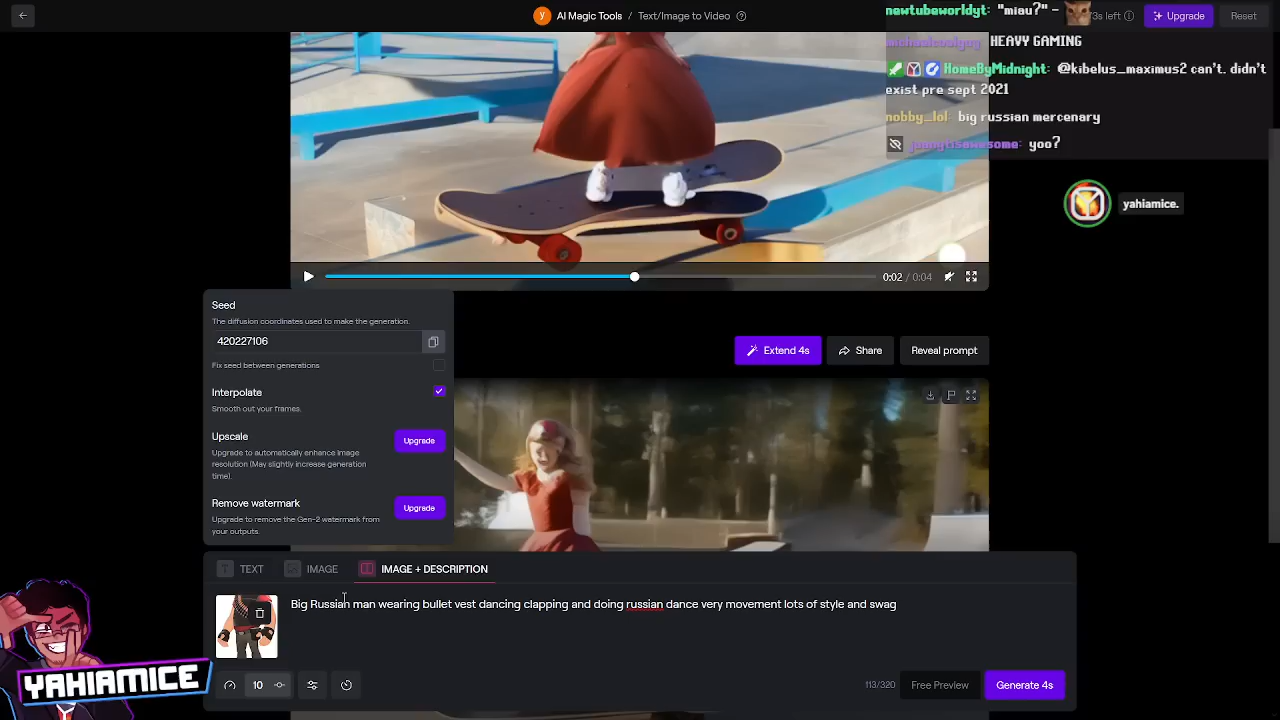 AI Magic Tools / Text/Image to Video
3s left
Upgrade
Reset
newtubeworldyt: "miau?" -
michaelcoolguy HEAVY GAMING
HomeByMidnight: @kibelus_maximus2 can't. didn't
exist pre sept 2021
nobby_lol: big russian mercenary
yoo?
yahiamice.
0:02 / 0:04
Seed
The diffusion coordinates used to make the generation.
420227106
Fix seed between generations
Interpolate
Smooth out your frames.
Upscale
Upgrade
Upgrade to automatically enhance image
resolution (May slightly increase generation
time).
Remove watermark
Upgrade
Upgrade to remove the Gen-2 watermark from
your outputs.
Extend 4s
Share
Reveal prompt
TEXT
IMAGE
IMAGE + DESCRIPTION
Big Russian man wearing bullet vest dancing clapping and doing russian dance very movement lots of style and swag
10
113/320
Free Preview
Generate 4s
YAHIAMICE